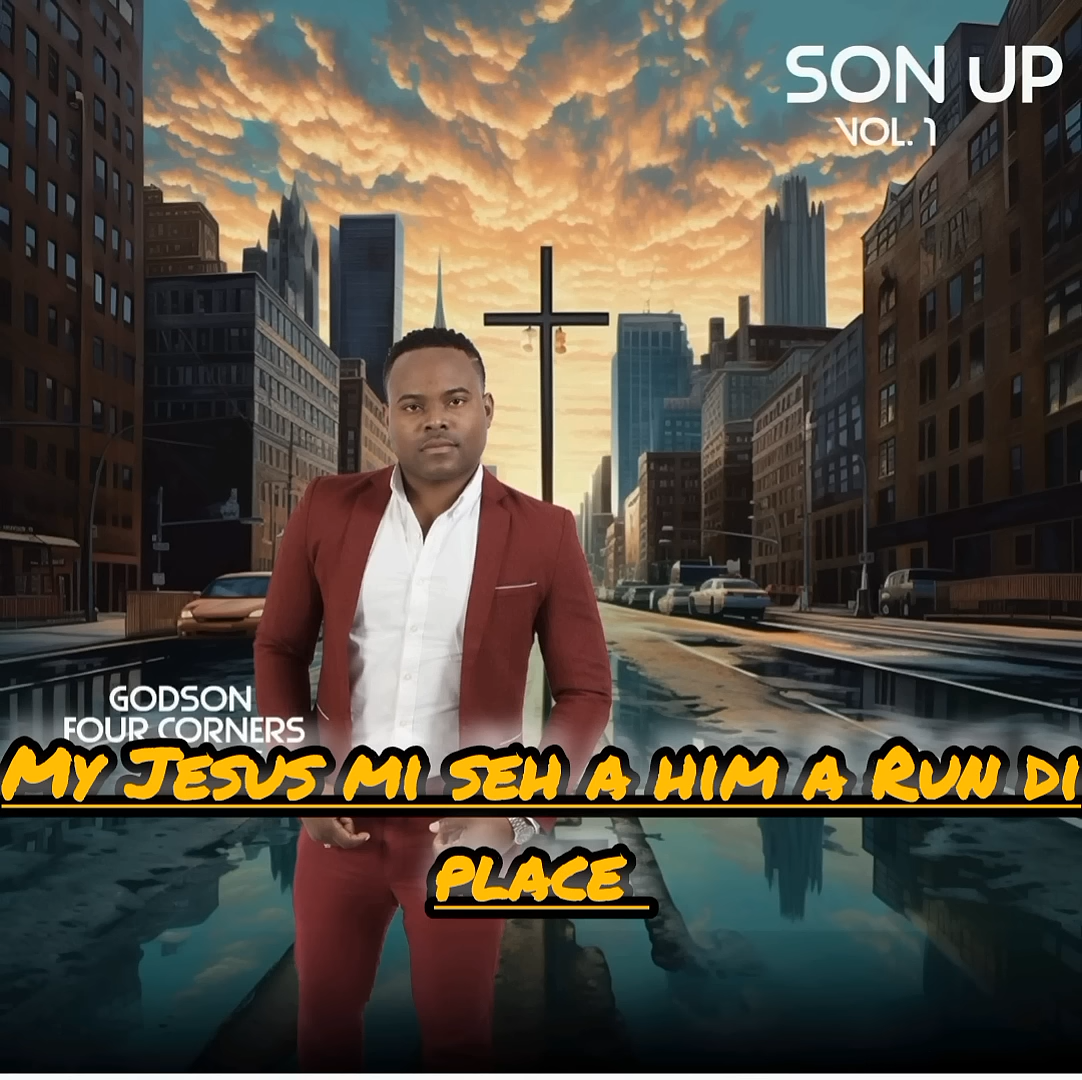 SON UP
VOL. 1
GODSON
FOUR CORNERS
My Jesus mi seh a him a Run di
place